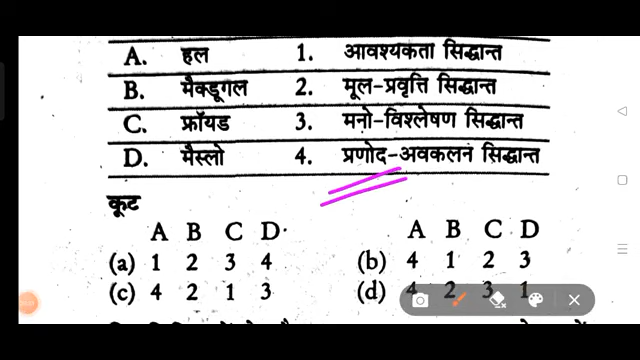 A. हल 1. आवश्यकता सिद्धान्त
B. मैक्डूगल 2. मूल-प्रवृत्ति सिद्धान्त
C. फ्रॉयड 3. मनो-विश्लेषण सिद्धान्त
D. मैस्लो 4. प्रणोद-अवकलन सिद्धान्त
कूट
A B C D A B C D
(a) 1 2 3 4 (b) 4 1 2 3
(c) 4 2 1 3 (d) 4 2 3 1